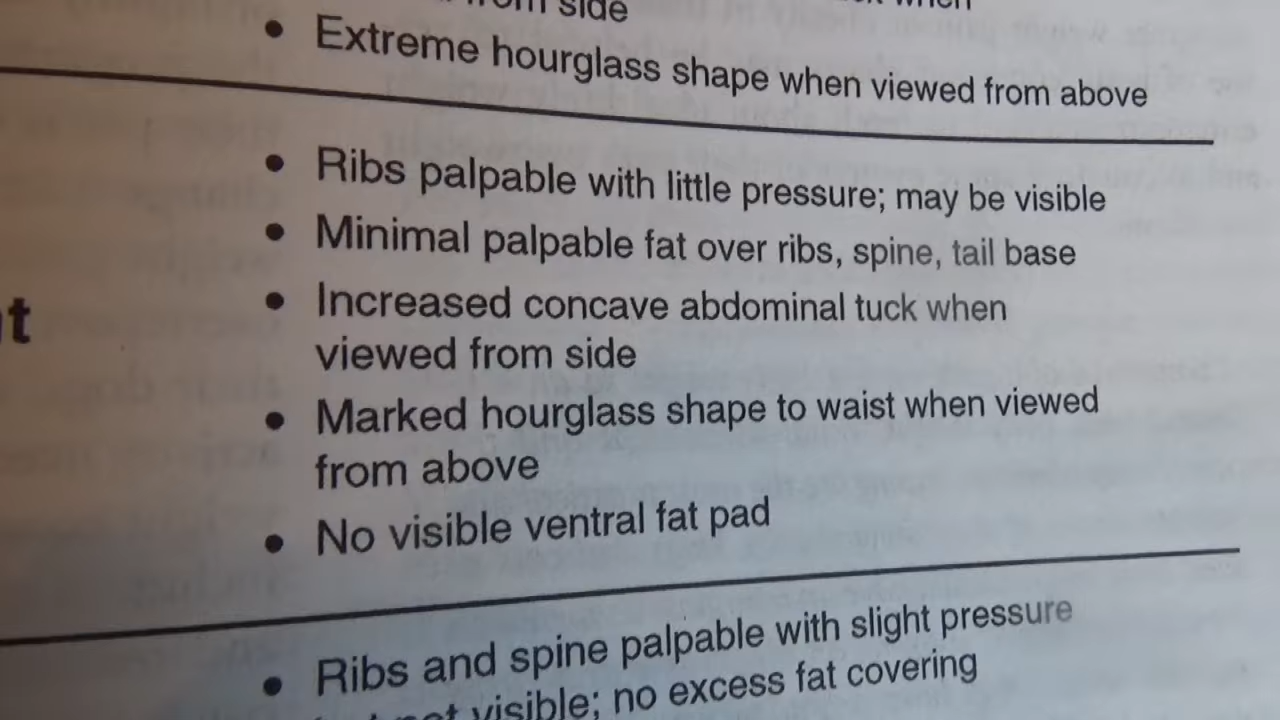 side
• Extreme hourglass shape when viewed from above
• Ribs palpable with little pressure; may be visible
• Minimal palpable fat over ribs, spine, tail base
• Increased concave abdominal tuck when
viewed from side
• Marked hourglass shape to waist when viewed
from above
• No visible ventral fat pad
• Ribs and spine palpable with slight pressure
visible; no excess fat covering